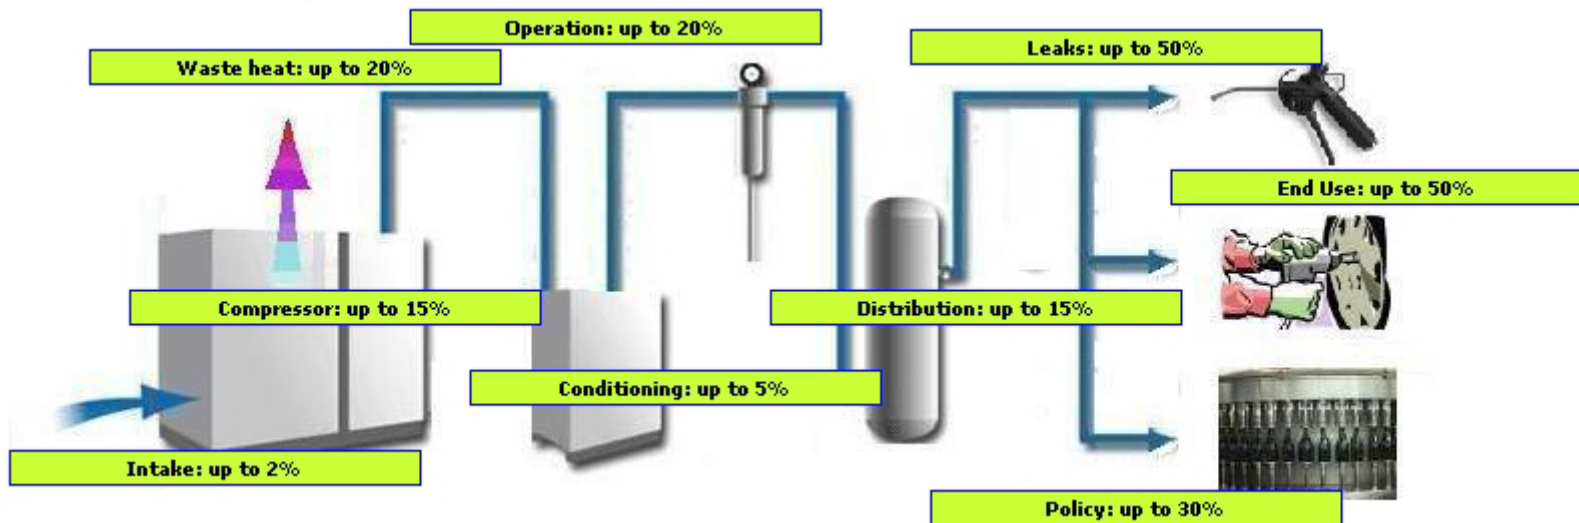 Operation: up to 20%
Leaks: up to 50%
Waste heat: up to 20%
End Use: up to 50%
Compressor: up to 15%
Distribution: up to 15%
Conditioning: up to 5%
Intake: up to 2%
Policy: up to 30%